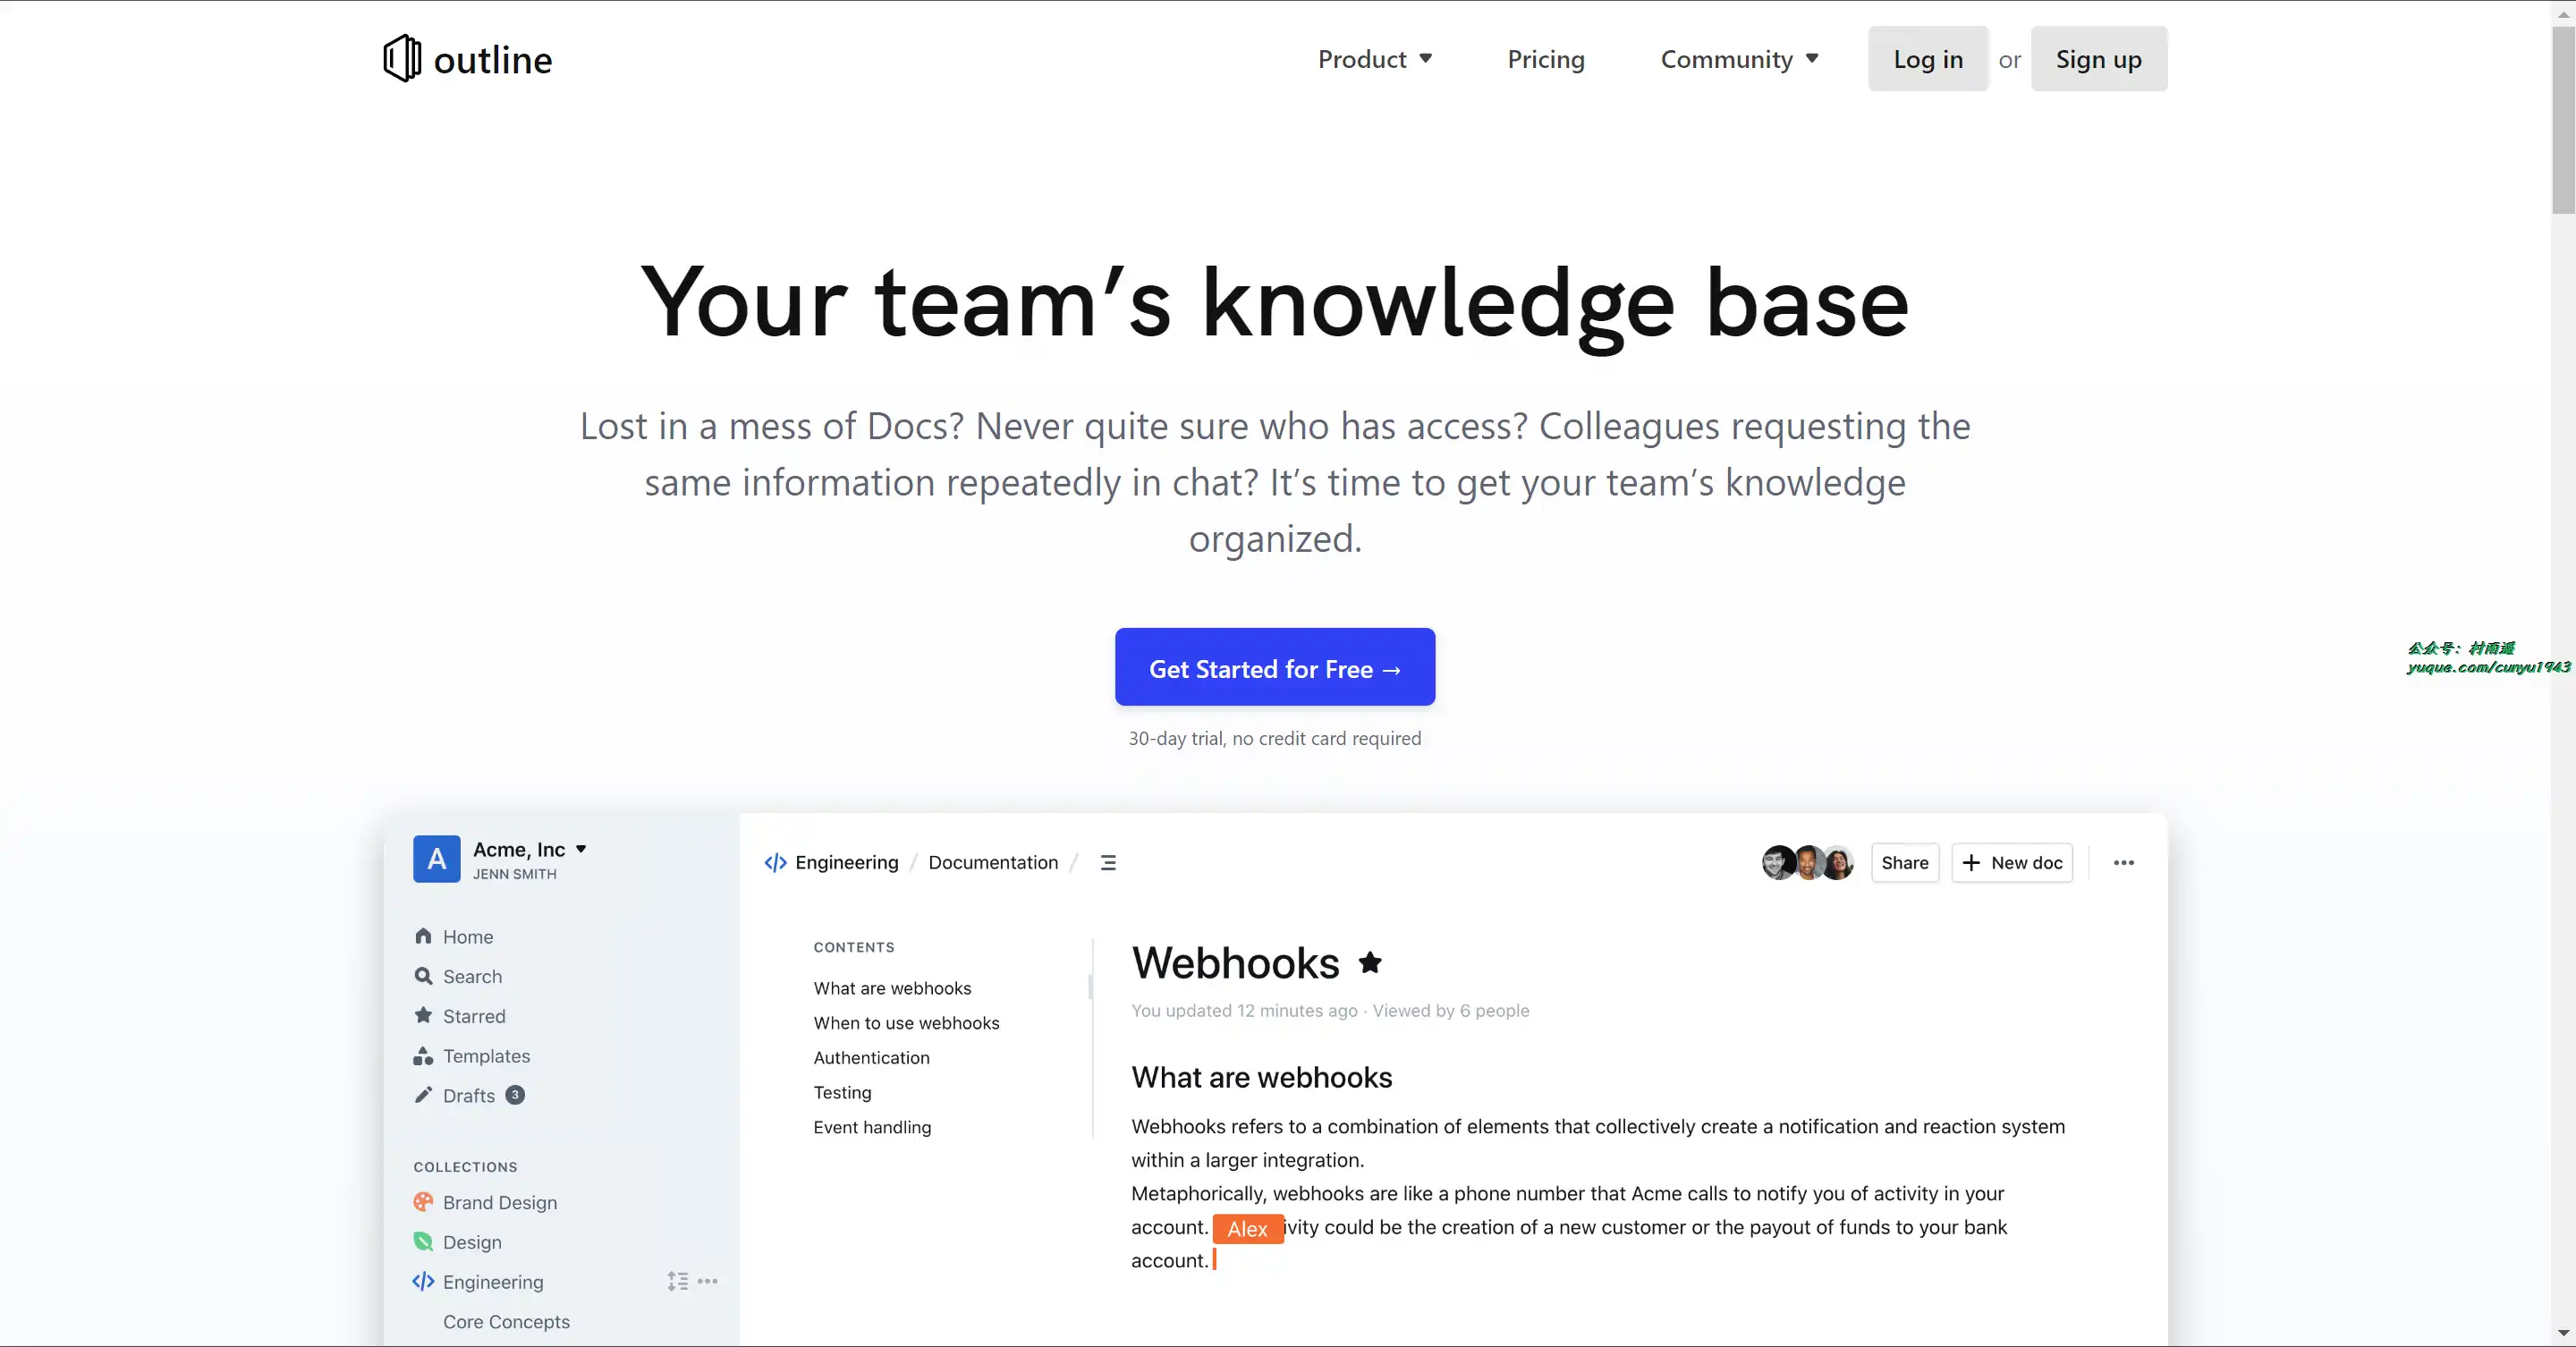 outline
Product
Pricing
Community
Log in
or
Sign up
Your team’s knowledge base
Lost in a mess of Docs? Never quite sure who has access? Colleagues requesting the
same information repeatedly in chat? It’s time to get your team’s knowledge
organized.
Get Started for Free →
30-day trial, no credit card required
公众号：村雨遥
yuque.com/cunyu1943
A
Acme, Inc
JENN SMITH
Home
Search
Starred
Templates
Drafts 3
COLLECTIONS
Brand Design
Design
Engineering
Core Concepts
Engineering / Documentation /
Share
+ New doc
CONTENTS
What are webhooks
When to use webhooks
Authentication
Testing
Event handling
Webhooks
You updated 12 minutes ago · Viewed by 6 people
What are webhooks
Webhooks refers to a combination of elements that collectively create a notification and reaction system
within a larger integration.
Metaphorically, webhooks are like a phone number that Acme calls to notify you of activity in your
account. Alex ivity could be the creation of a new customer or the payout of funds to your bank
account.